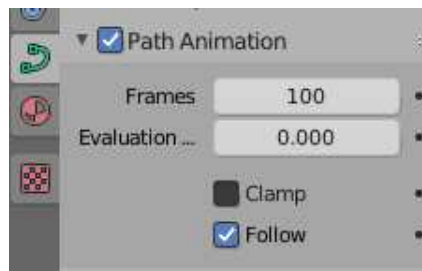 Path Animation
Frames 100
Evaluation ... 0.000
Clamp
Follow